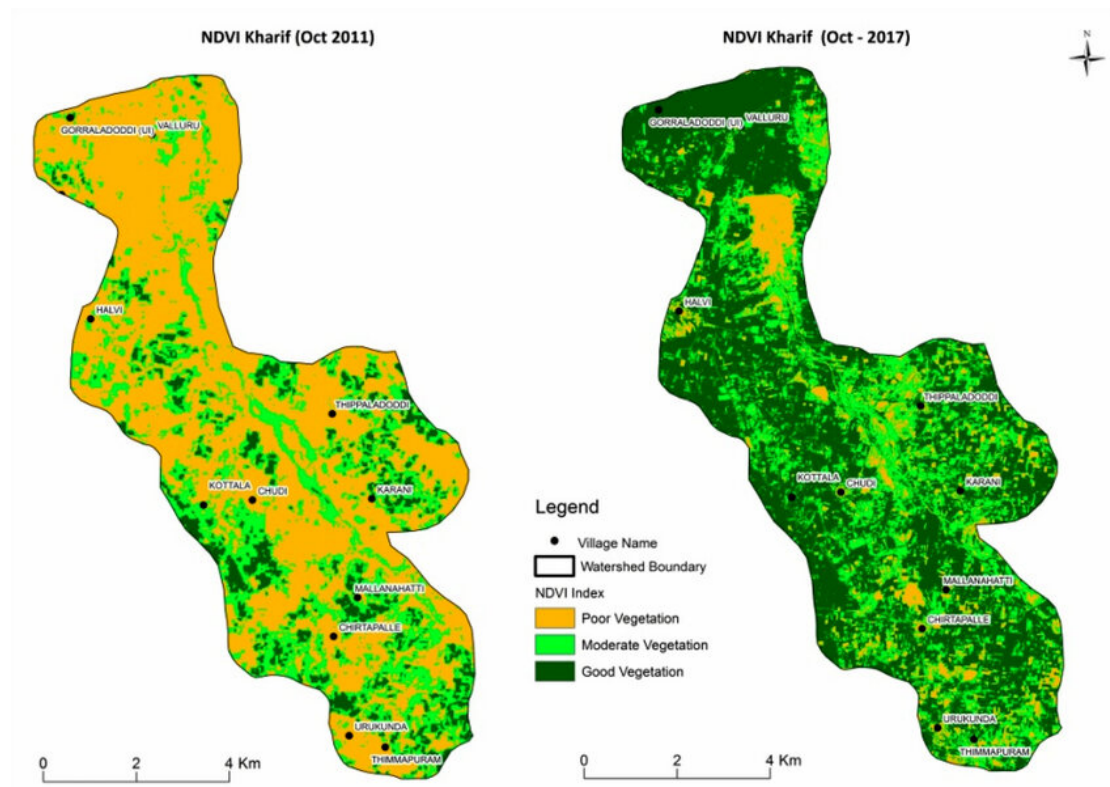 NDVI Kharif (Oct 2011)
GORRALADODDI (UI)
VALLURU
HALVI
THIPPALADODDI
KOTTALA
CHUDI
KARANI
MALLANAHATTI
CHIRTAPALLE
URUKUNDA
THIMMAPURAM
0
2
4 Km
NDVI Kharif (Oct - 2017)
N
GORRALADODDI (UI)
VALLURU
HALVI
THIPPALADODDI
KOTTALA
CHUDI
KARANI
MALLANAHATTI
CHIRTAPALLE
URUKUNDA
THIMMAPURAM
Legend
Village Name
Watershed Boundary
NDVI Index
Poor Vegetation
Moderate Vegetation
Good Vegetation
0
2
4 Km